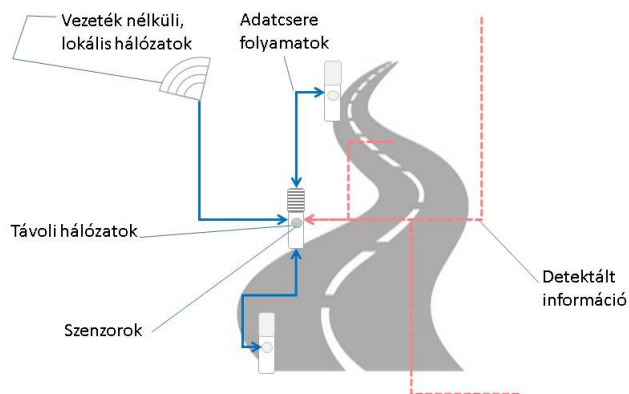 Vezeték nélküli,
lokális hálózatok
Adatcsere
folyamatok
Távoli hálózatok
Szenzorok
Detektált
információ